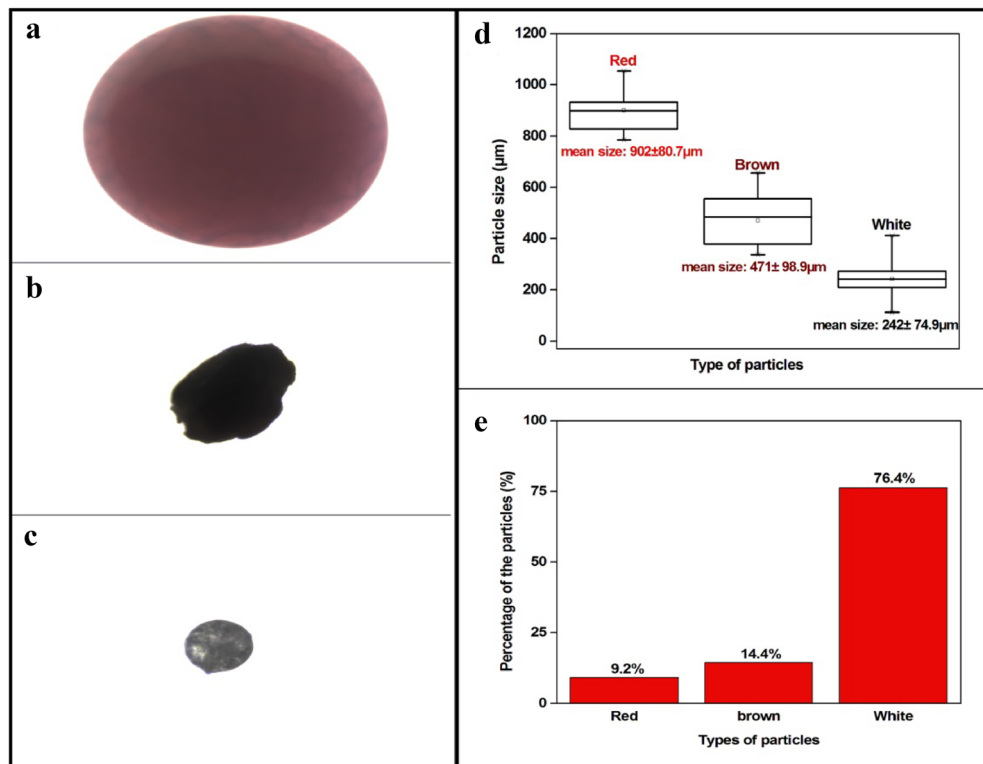 a
b
c
d
1200
1000
800
600
400
200
0
Particle size (µm)
Red
mean size: 902±80.7µm
Brown
mean size: 471± 98.9µm
White
mean size: 242± 74.9µm
Type of particles
e
100
75
50
25
0
Percentage of the particles (%)
9.2%
14.4%
76.4%
Red brown White
Types of particles